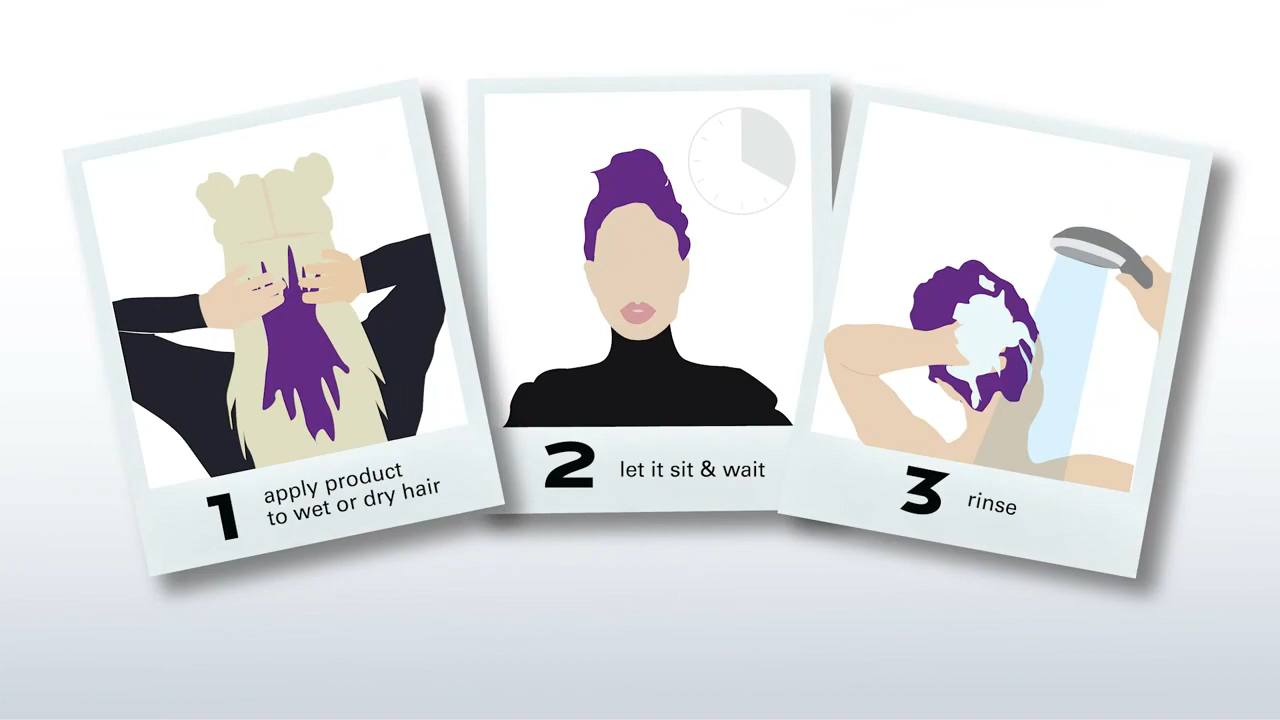 1
apply product
to wet or dry hair
2
let it sit & wait
3
rinse